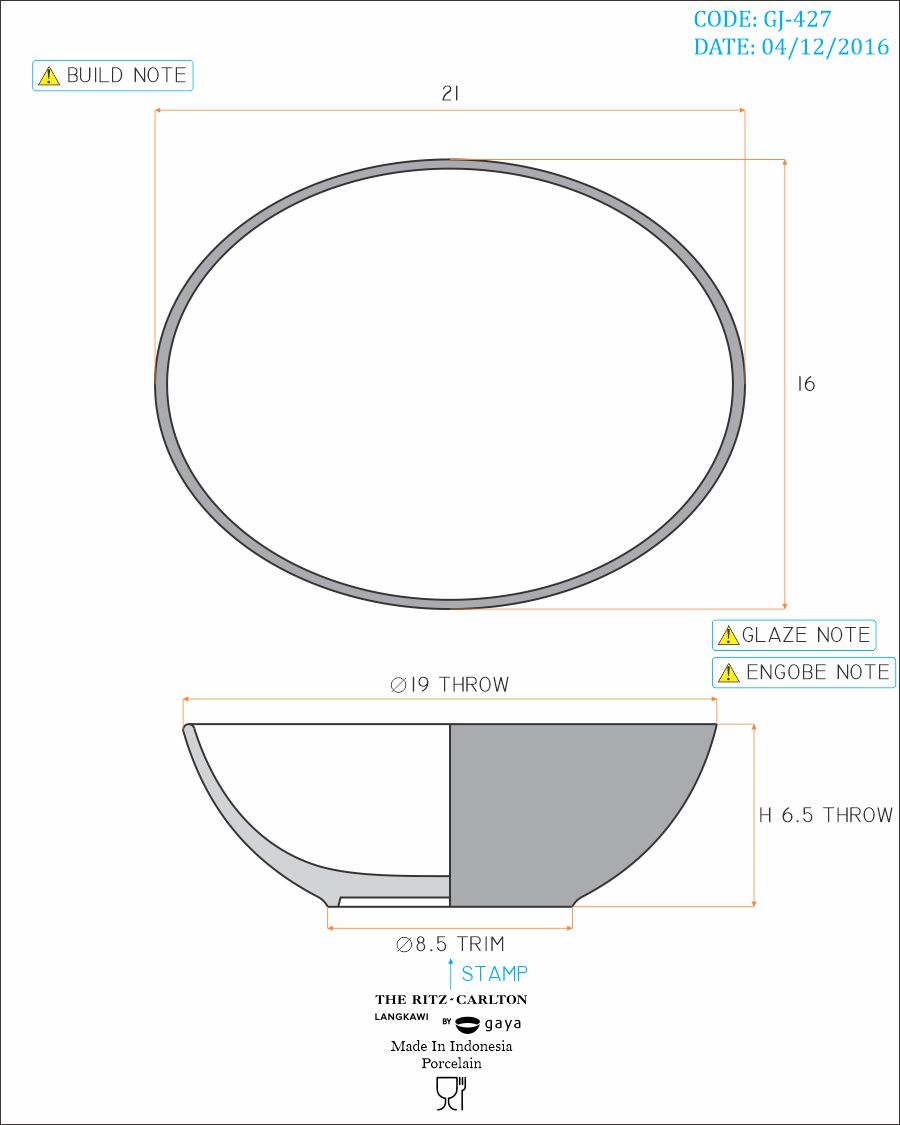 CODE: GJ-427
DATE: 04/12/2016
BUILD NOTE
21
16
GLAZE NOTE
ENGOBE NOTE
∅19 THROW
H 6.5 THROW
∅8.5 TRIM
STAMP
THE RITZ-CARLTON
LANGKAWI BY gaya
Made In Indonesia
Porcelain